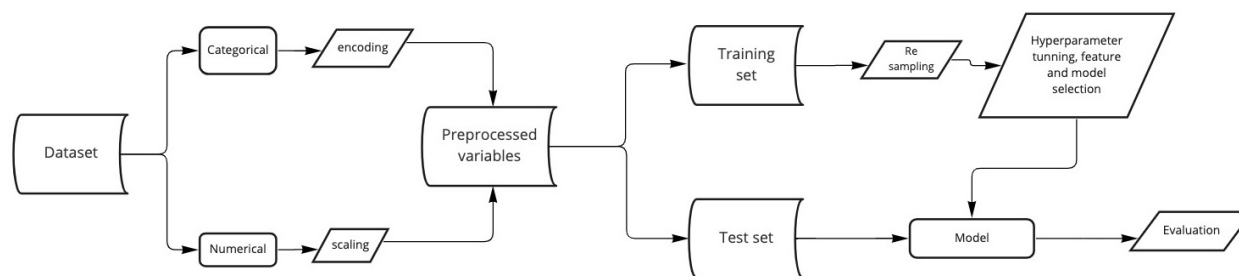 Categorical
encoding
Dataset
Numerical
scaling
Preprocessed
variables
Training
set
Re
sampling
Hyperparameter
tunning, feature
and model
selection
Test set
Model
Evaluation